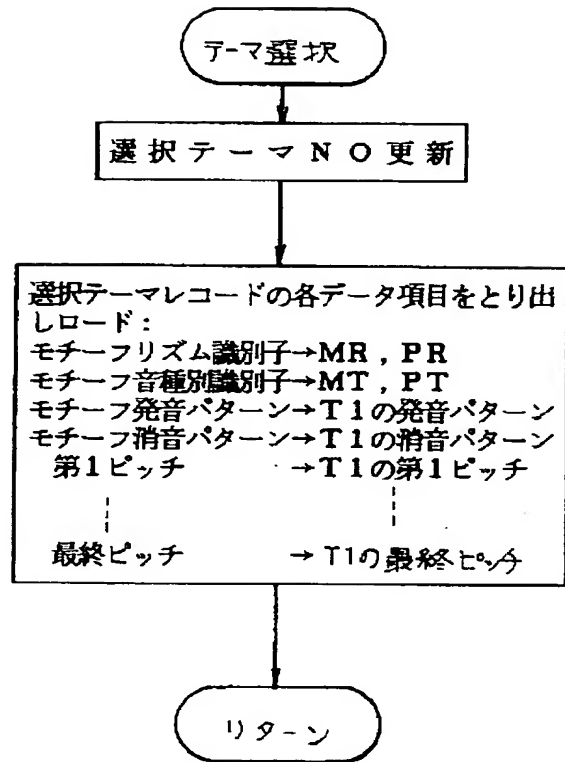 テーマ選択
選択テーマNO更新
選択テーマレコードの各データ項目をとり出
しロード：
モチーフリズム識別子→MR，PR
モチーフ音種別識別子→MT，PT
モチーフ発音パターン→T1の発音パターン
モチーフ消音パターン→T1の消音パターン
第1ピッチ →T1の第1ピッチ
最終ピッチ →T1の最終ピッチ
リターン